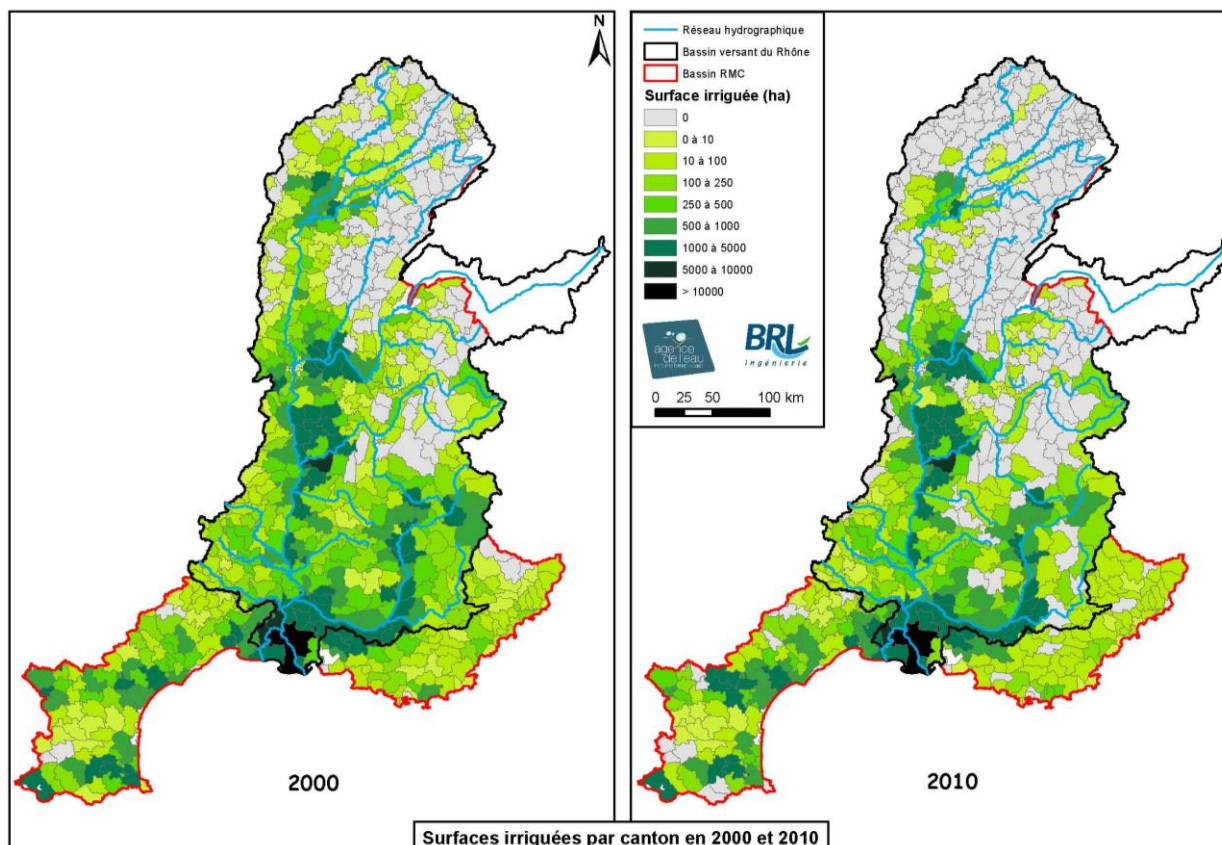 N
Réseau hydrographique
Bassin versant du Rhône
Bassin RMC
Surface irriguée (ha)
0
0 à 10
10 à 100
100 à 250
250 à 500
500 à 1000
1000 à 5000
5000 à 10000
> 10000
agence
de l'eau
BRL
Ingénierie
0 25 50 100 km
2000
2010
Surfaces irriguées par canton en 2000 et 2010